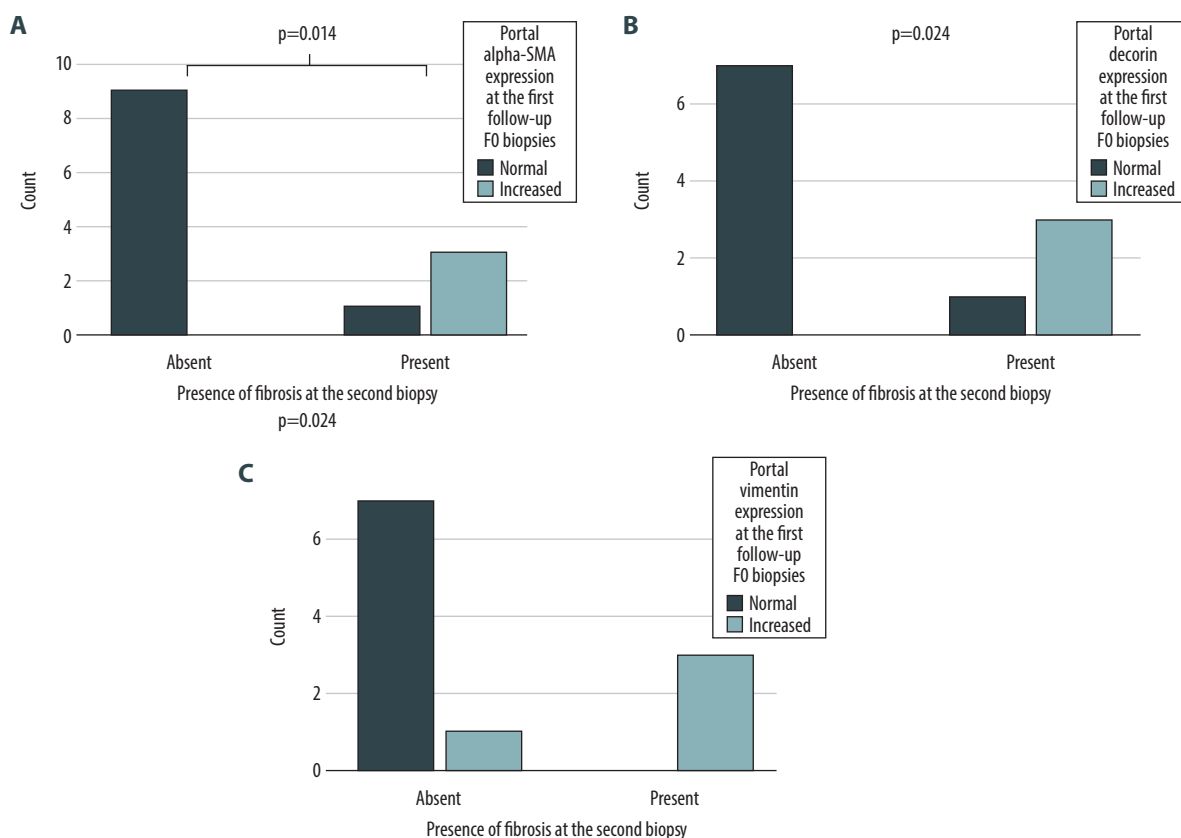 A
p=0.014
Portal
alpha-SMA
expression
at the first
follow-up
F0 biopsies
Normal
Increased
10
8
6
4
2
0
Count
Absent
Present
Presence of fibrosis at the second biopsy
B
p=0.024
Portal
decorin
expression
at the first
follow-up
F0 biopsies
Normal
Increased
6
4
2
0
Count
Absent
Present
Presence of fibrosis at the second biopsy
C
p=0.024
Portal
vimentin
expression
at the first
follow-up
F0 biopsies
Normal
Increased
6
4
2
0
Count
Absent
Present
Presence of fibrosis at the second biopsy